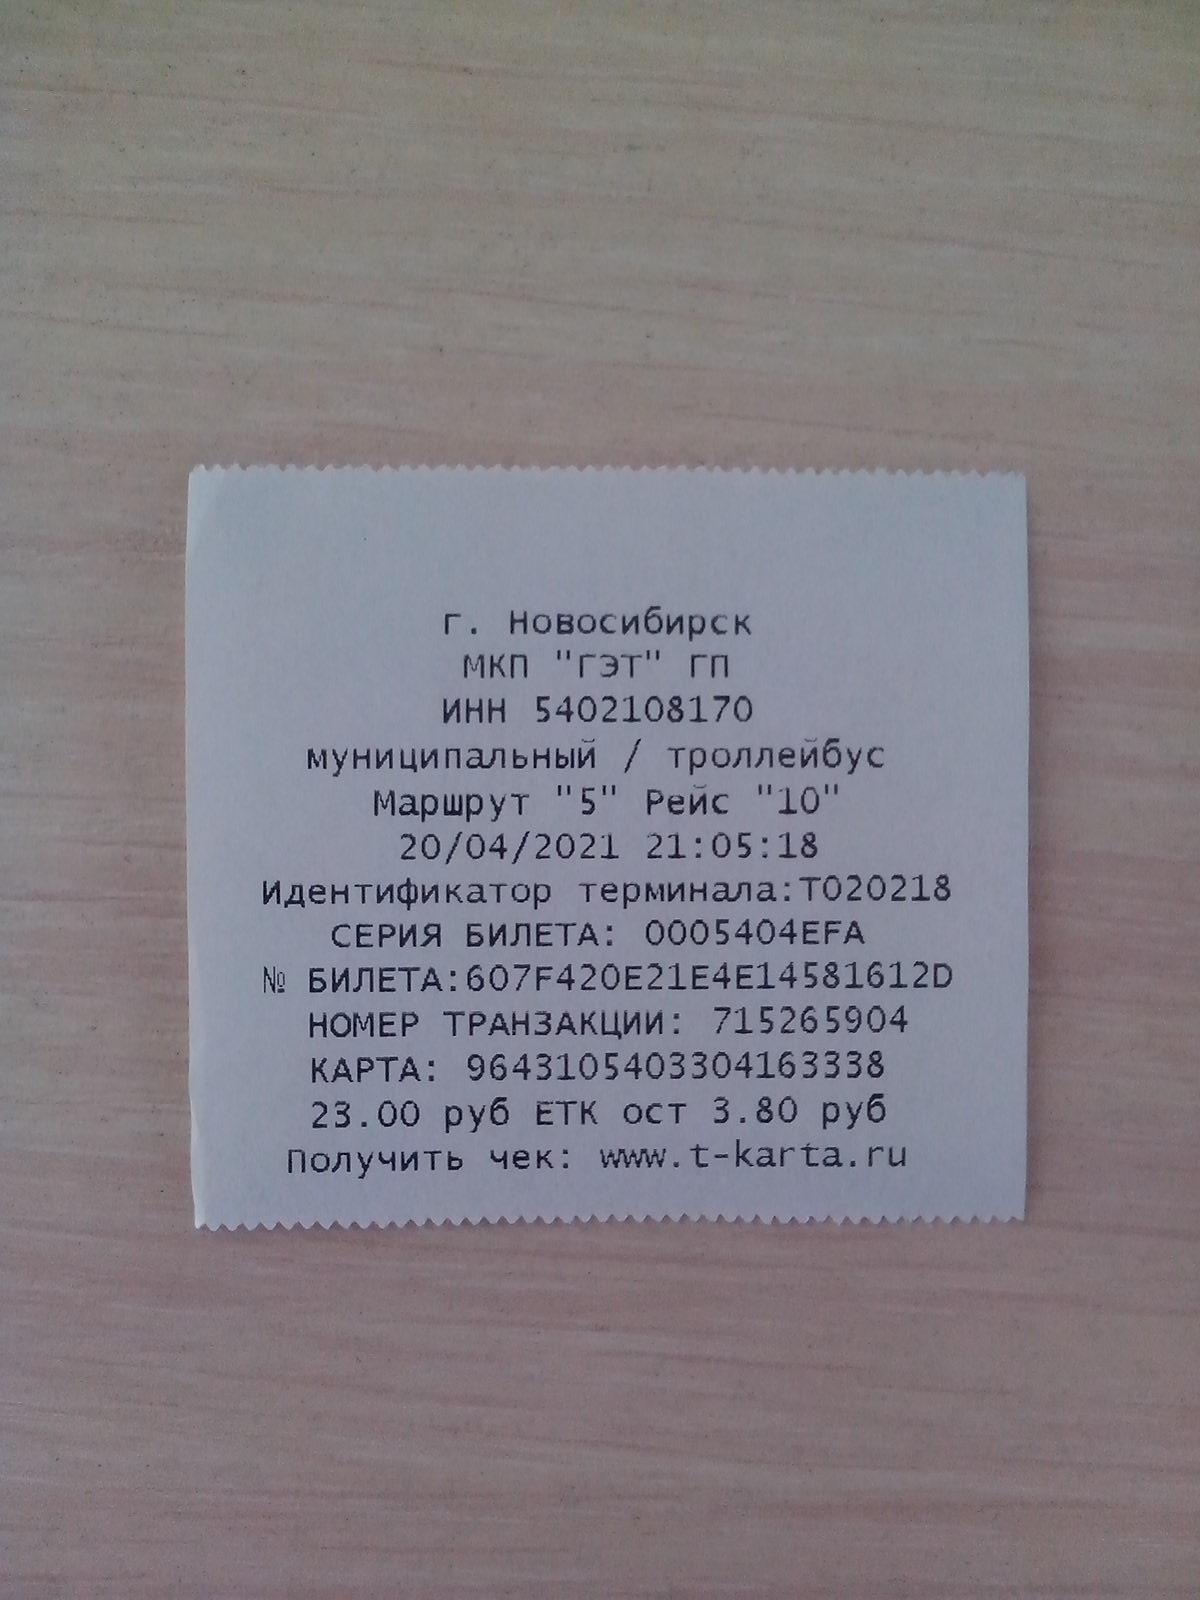 г. Новосибирск
МКП "ГЭТ" ГП
ИНН 5402108170
муниципальный / троллейбус
Маршрут "5" Рейс "10"
20/04/2021 21:05:18
Идентификатор терминала:Т020218
СЕРИЯ БИЛЕТА: 0005404EFA
№ БИЛЕТА:607F420E21E4E14581612D
НОМЕР ТРАНЗАКЦИИ: 715265904
КАРТА: 9643105403304163338
23.00 руб ЕТК ост 3.80 руб
Получить чек: www.t-karta.ru